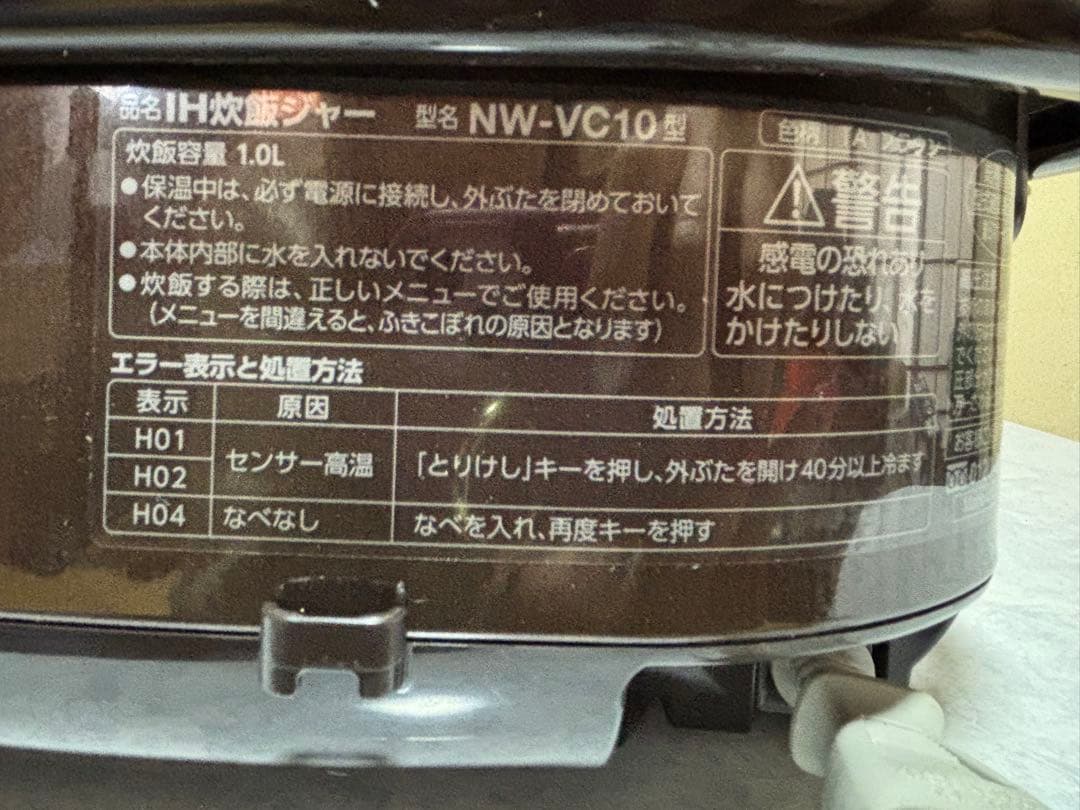 品名 IH炊飯ジャー 型名 NW-VC10型
色柄
炊飯容量 1.0L
●保温中は、必ず電源に接続し、外ぶたを閉めておいて
ください。
●本体内部に水を入れないでください。
●炊飯する際は、正しいメニューでご使用ください。
(メニューを間違えると、ふきこぼれの原因となります)
⚠警告
感電の恐れあり
水につけたり、水を
かけたりしない
エラー表示と処置方法
表示 原因 処置方法
H01
H02
センサー高温 「とりけし」キーを押し、外ぶたを開け40分以上冷ます
H04 なべなし なべを入れ、再度キーを押す